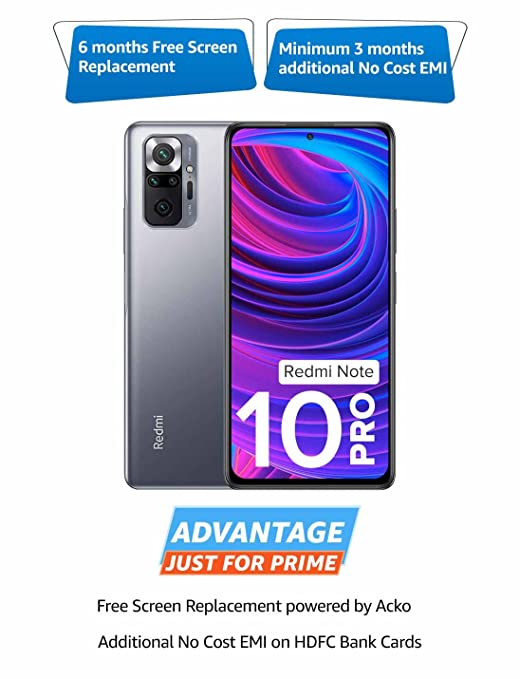 6 months Free Screen
Replacement
Minimum 3 months
additional No Cost EMI
Redmi
Redmi Note
10
PRO
ADVANTAGE
JUST FOR PRIME
Free Screen Replacement powered by Acko
Additional No Cost EMI on HDFC Bank Cards